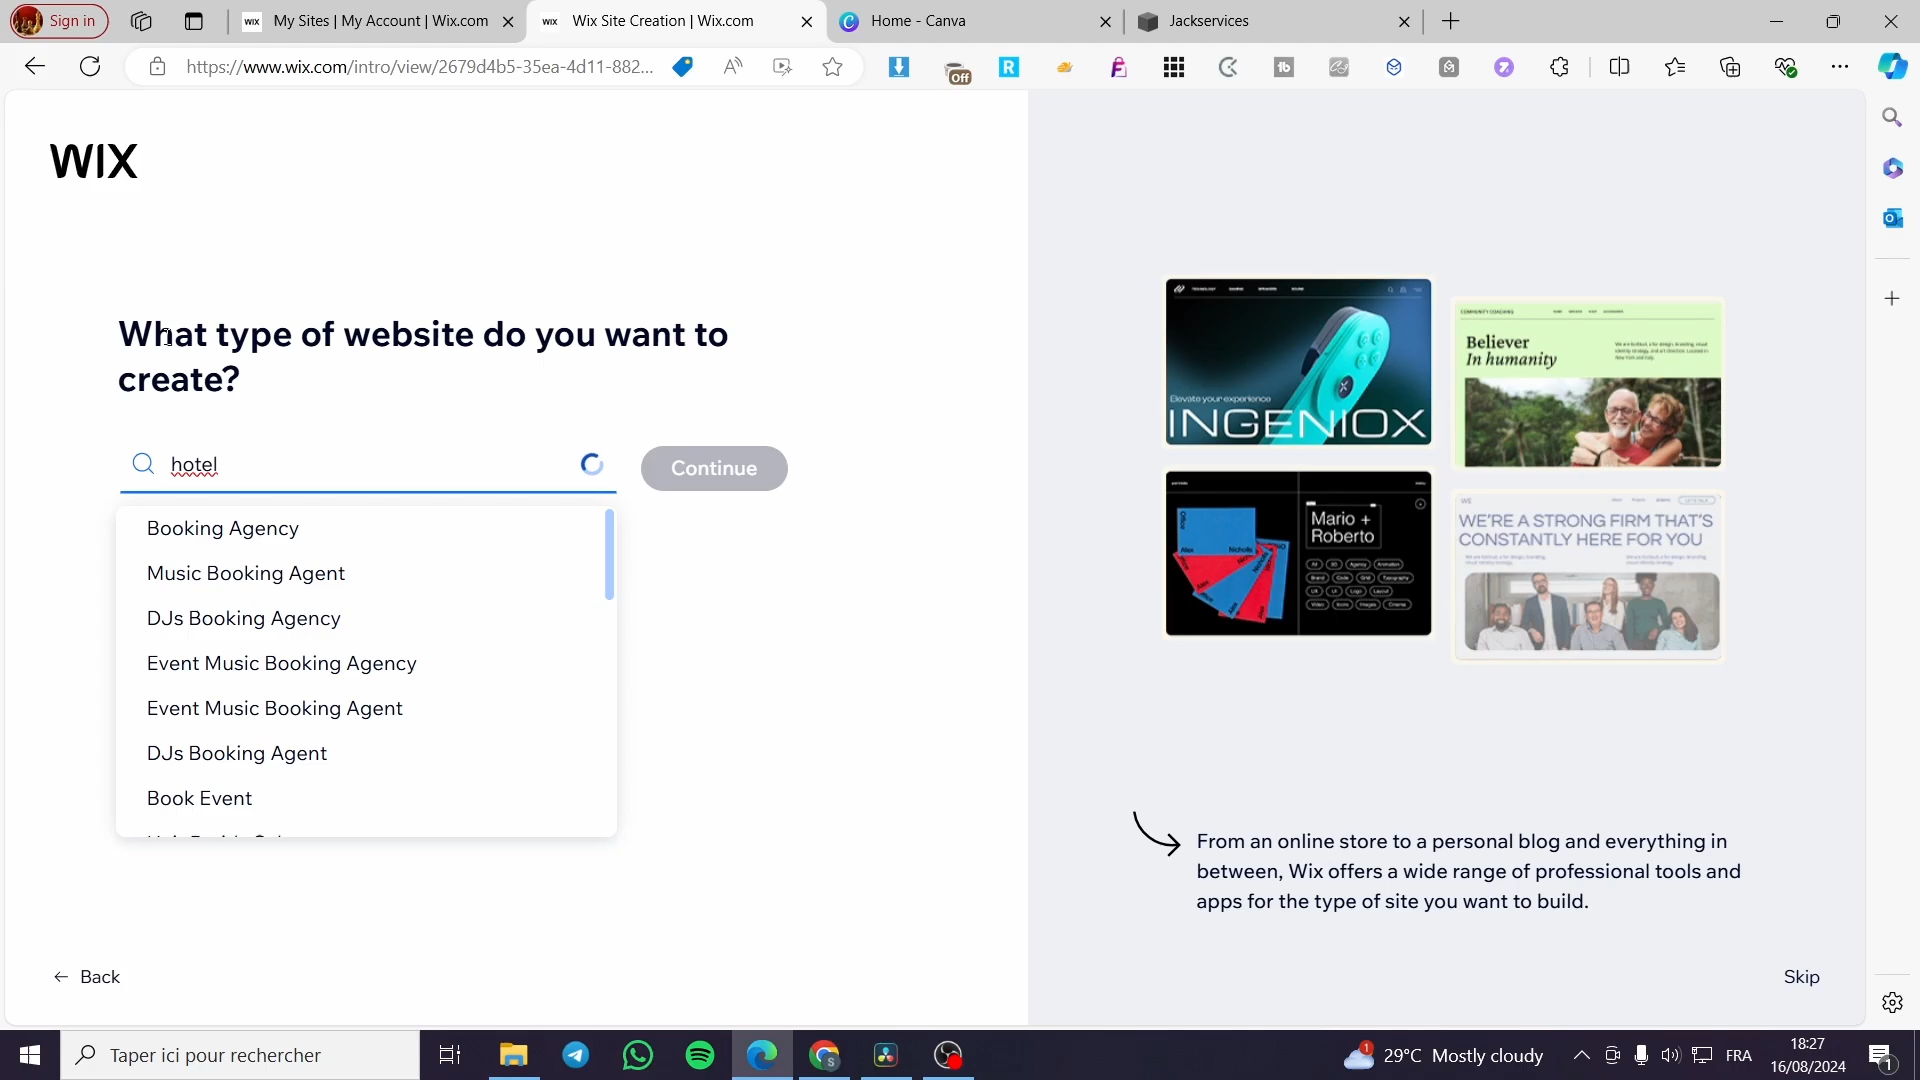 Sign in
WIX My Sites | My Account | Wix.com
WIX Wix Site Creation | Wix.com
Home - Canva
Jackservices
https://www.wix.com/intro/view/2679d4b5-35ea-4d11-882...
Off
WIX
What type of website do you want to
create?
hotel
Continue
Booking Agency
Music Booking Agent
DJs Booking Agency
Event Music Booking Agency
Event Music Booking Agent
DJs Booking Agent
Book Event
Elevate your experience
INGENIOX
COMMUNITY COACHING
Believer
In humanity
Mario +
Roberto
WE'RE A STRONG FIRM THAT'S
CONSTANTLY HERE FOR YOU
From an online store to a personal blog and everything in
between, Wix offers a wide range of professional tools and
apps for the type of site you want to build.
Back
Skip
Taper ici pour rechercher
29°C Mostly cloudy
FRA
18:27
16/08/2024